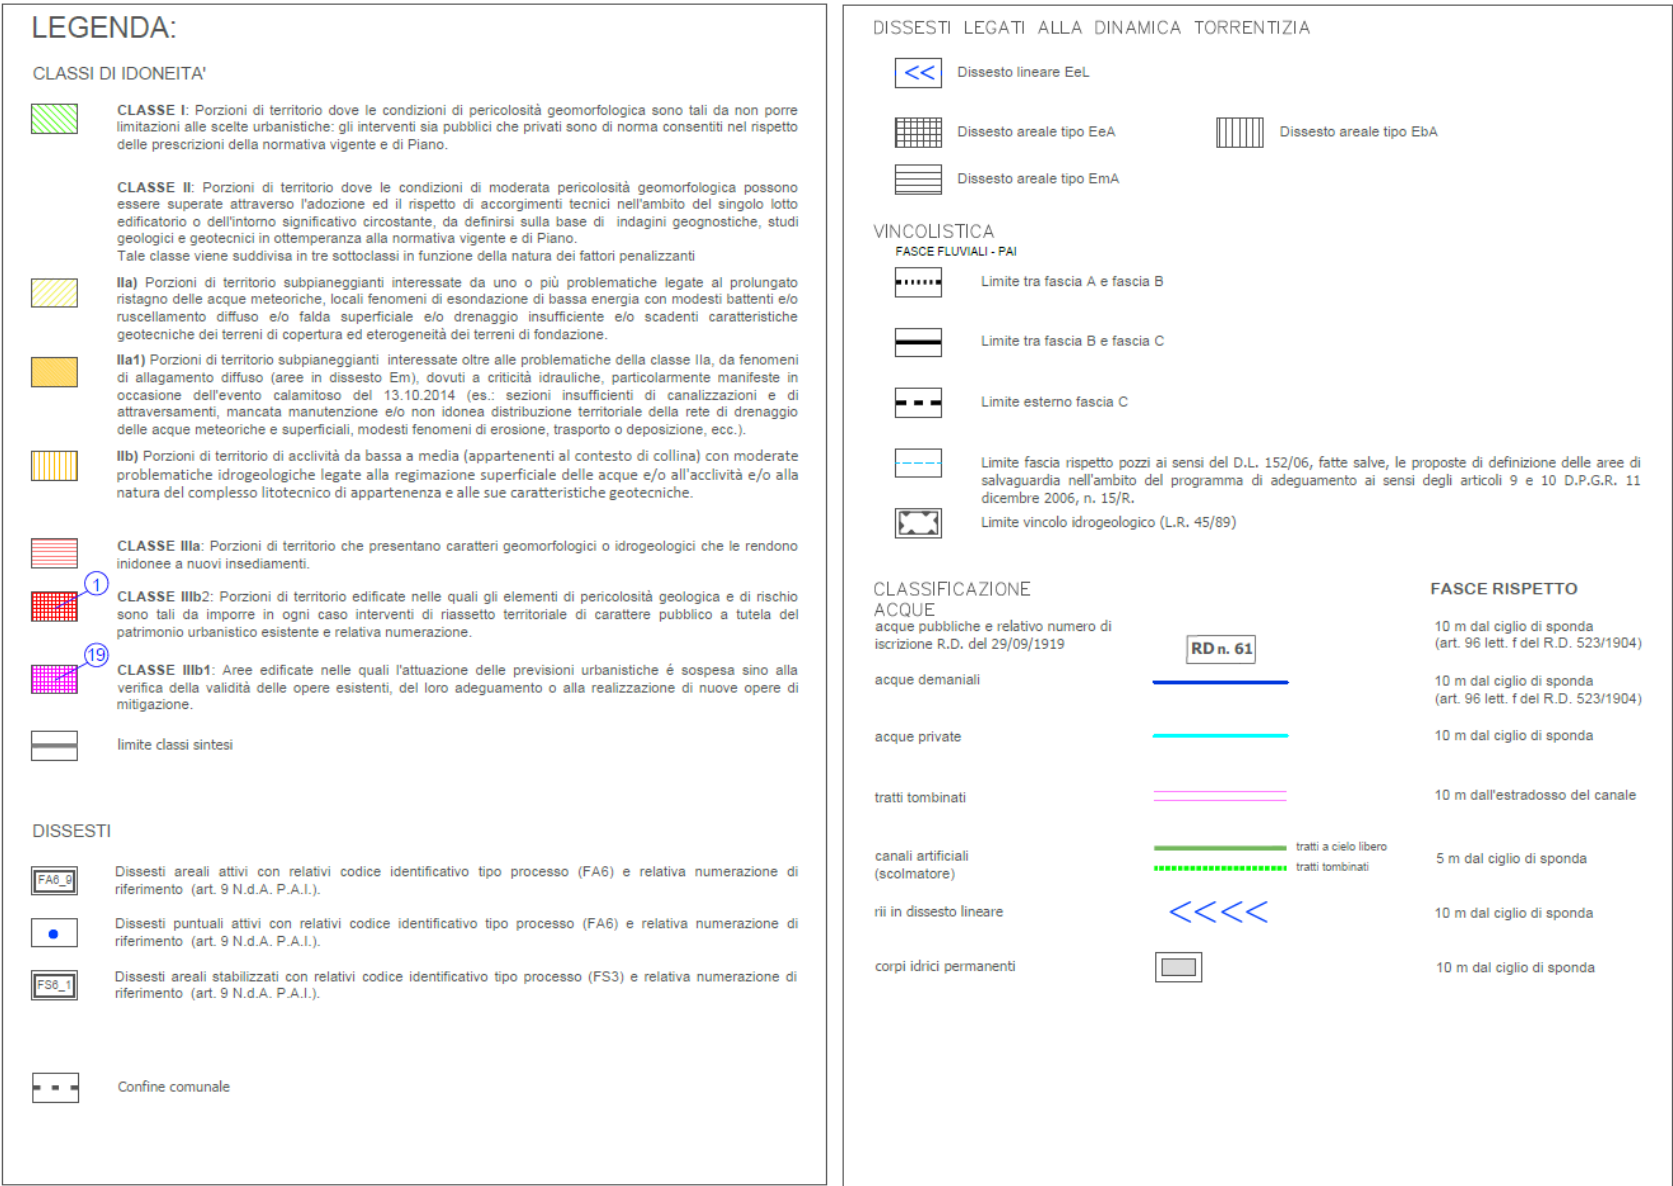 LEGENDA:
CLASSI DI IDONEITA'
CLASSE I: Porzioni di territorio dove le condizioni di pericolosità geomorfologica sono tali da non porre
limitazioni alle scelte urbanistiche: gli interventi sia pubblici che privati sono di norma consentiti nel rispetto
delle prescrizioni della normativa vigente e di Piano.
CLASSE II: Porzioni di territorio dove le condizioni di moderata pericolosità geomorfologica possono
essere superate attraverso l'adozione ed il rispetto di accorgimenti tecnici nell'ambito del singolo lotto
edificatorio o dell'intorno significativo circostante, da definirsi sulla base di indagini geognostiche, studi
geologici e geotecnici in ottemperanza alla normativa vigente e di Piano.
Tale classe viene suddivisa in tre sottoclassi in funzione della natura dei fattori penalizzanti
IIa) Porzioni di territorio subpianeggianti interessate da uno o più problematiche legate al prolungato
ristagno delle acque meteoriche, locali fenomeni di esondazione di bassa energia con modesti battenti e/o
ruscellamento diffuso e/o falda superficiale e/o drenaggio insufficiente e/o scadenti caratteristiche
geotecniche dei terreni di copertura ed eterogeneità dei terreni di fondazione.
IIa1) Porzioni di territorio subpianeggianti interessate oltre alle problematiche della classe IIa, da fenomeni
di allagamento diffuso (aree in dissesto Em), dovuti a criticità idrauliche, particolarmente manifeste in
occasione dell'evento calamitoso del 13.10.2014 (es.: sezioni insufficienti di canalizzazioni e di
attraversamenti, mancata manutenzione e/o non idonea distribuzione territoriale della rete di drenaggio
delle acque meteoriche e superficiali, modesti fenomeni di erosione, trasporto o deposizione, ecc.).
IIb) Porzioni di territorio di acclività da bassa a media (appartenenti al contesto di collina) con moderate
problematiche idrogeologiche legate alla regimazione superficiale delle acque e/o all'acclività e/o alla
natura del complesso litotecnico di appartenenza e alle sue caratteristiche geotecniche.
CLASSE IIIa: Porzioni di territorio che presentano caratteri geomorfologici o idrogeologici che le rendono
inidonee a nuovi insediamenti.
1
CLASSE IIIb2: Porzioni di territorio edificate nelle quali gli elementi di pericolosità geologica e di rischio
sono tali da imporre in ogni caso interventi di riassetto territoriale di carattere pubblico a tutela del
patrimonio urbanistico esistente e relativa numerazione.
19
CLASSE IIIb1: Aree edificate nelle quali l'attuazione delle previsioni urbanistiche é sospesa sino alla
verifica della validità delle opere esistenti, del loro adeguamento o alla realizzazione di nuove opere di
mitigazione.
limite classi sintesi
DISSESTI
FA6_9
Dissesti areali attivi con relativi codice identificativo tipo processo (FA6) e relativa numerazione di
riferimento (art. 9 N.d.A. P.A.I.).
Dissesti puntuali attivi con relativi codice identificativo tipo processo (FA6) e relativa numerazione di
riferimento (art. 9 N.d.A. P.A.I.).
FS6_1
Dissesti areali stabilizzati con relativi codice identificativo tipo processo (FS3) e relativa numerazione di
riferimento (art. 9 N.d.A. P.A.I.).
Confine comunale
DISSESTI LEGATI ALLA DINAMICA TORRENTIZIA
<< Dissesto lineare EeL
Dissesto areale tipo EeA
Dissesto areale tipo EbA
Dissesto areale tipo EmA
VINCOLISTICA
FASCE FLUVIALI - PAI
Limite tra fascia A e fascia B
Limite tra fascia B e fascia C
Limite esterno fascia C
Limite fascia rispetto pozzi ai sensi del D.L. 152/06, fatte salve, le proposte di definizione delle aree di
salvaguardia nell'ambito del programma di adeguamento ai sensi degli articoli 9 e 10 D.P.G.R. 11
dicembre 2006, n. 15/R.
Limite vincolo idrogeologico (L.R. 45/89)
CLASSIFICAZIONE
ACQUE
FASCE RISPETTO
acque pubbliche e relativo numero di
iscrizione R.D. del 29/09/1919
RD n. 61
10 m dal ciglio di sponda
(art. 96 lett. f del R.D. 523/1904)
acque demaniali
10 m dal ciglio di sponda
(art. 96 lett. f del R.D. 523/1904)
acque private
10 m dal ciglio di sponda
tratti tombinati
10 m dall'estradosso del canale
canali artificiali
(scolmatore)
tratti a cielo libero
tratti tombinati
5 m dal ciglio di sponda
rii in dissesto lineare
<<<<
10 m dal ciglio di sponda
corpi idrici permanenti
10 m dal ciglio di sponda